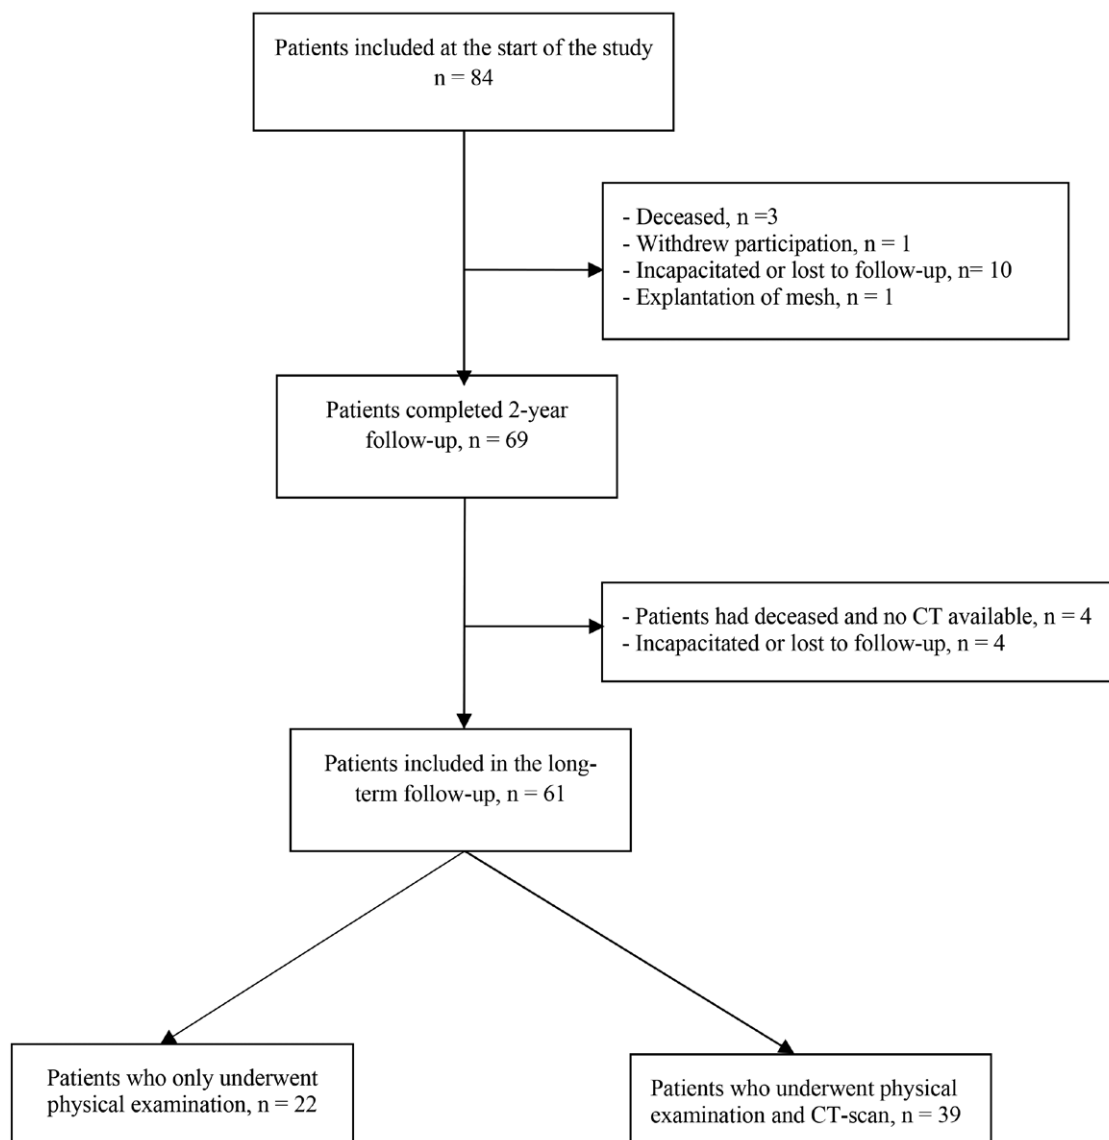 Patients included at the start of the study
n = 84
- Deceased, n =3
- Withdrew participation, n = 1
- Incapacitated or lost to follow-up, n= 10
- Explantation of mesh, n = 1
Patients completed 2-year
follow-up, n = 69
- Patients had deceased and no CT available, n = 4
- Incapacitated or lost to follow-up, n = 4
Patients included in the long-
term follow-up, n = 61
Patients who only underwent
physical examination, n = 22
Patients who underwent physical
examination and CT-scan, n = 39